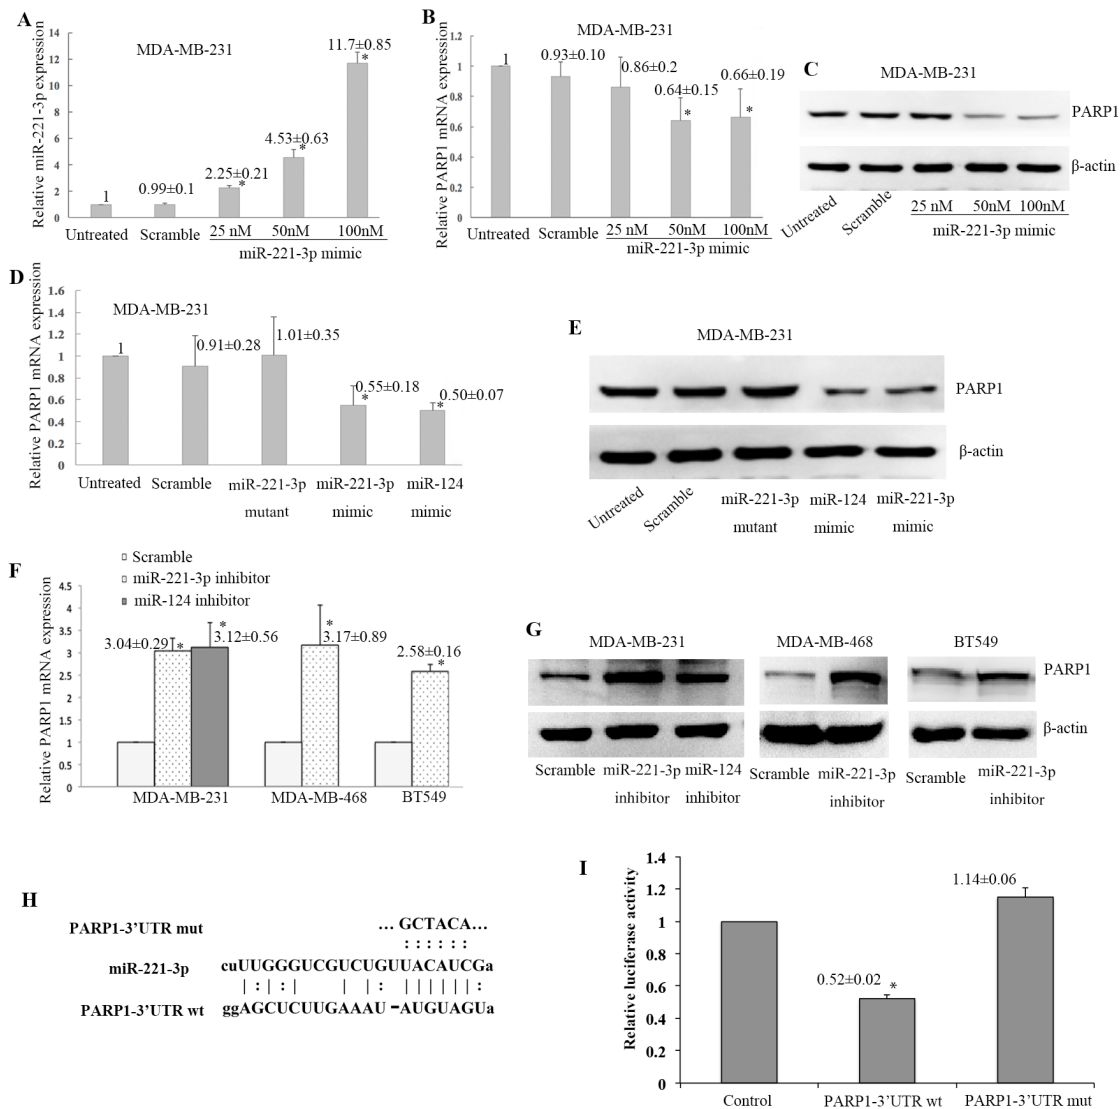 A
MDA-MB-231
Relative miR-221-3p expression
14
12
10
8
6
4
2
0
1
0.99±0.1
2.25±0.21
*
4.53±0.63
*
11.7±0.85
*
Untreated Scramble 25 nM 50nM 100nM
miR-221-3p mimic
B
MDA-MB-231
Relative PARP1 mRNA expression
1.2
1
0.8
0.6
0.4
0.2
0
1
0.93±0.10
0.86±0.2
0.64±0.15
*
0.66±0.19
*
Untreated Scramble 25 nM 50nM 100nM
miR-221-3p mimic
C
MDA-MB-231
PARP1
β-actin
Untreated
Scramble
25 nM 50nM 100nM
miR-221-3p mimic
D
MDA-MB-231
Relative PARP1 mRNA expression
1.6
1.4
1.2
1
0.8
0.6
0.4
0.2
0
1
0.91±0.28
1.01±0.35
0.55±0.18
*
0.50±0.07
*
Untreated Scramble miR-221-3p miR-221-3p miR-124
mutant mimic mimic
E
MDA-MB-231
PARP1
β-actin
Untreated
Scramble
miR-221-3p miR-124 miR-221-3p
mutant mimic mimic
F
Scramble
miR-221-3p inhibitor
miR-124 inhibitor
Relative PARP1 mRNA expression
4.5
4
3.5
3
2.5
2
1.5
1
0.5
0
3.04±0.29
*
*
3.12±0.56
*
3.17±0.89
2.58±0.16
*
MDA-MB-231 MDA-MB-468 BT549
G
MDA-MB-231 MDA-MB-468 BT549
PARP1
β-actin
Scramble miR-221-3p miR-124 Scramble miR-221-3p Scramble miR-221-3p
inhibitor inhibitor inhibitor inhibitor
H
PARP1-3’UTR mut … GCTACA…
: : : : : :
miR-221-3p cuUUGGGUCGUCUGUUACAUCGa
| : | : | | | : | | | | | | :
PARP1-3’UTR wt ggAGCUCUUGAAAU -AUGUAGUa
I
Relative luciferase activity
1.4
1.2
1
0.8
0.6
0.4
0.2
0
0.52±0.02
*
1.14±0.06
Control PARP1-3’UTR wt PARP1-3’UTR mut